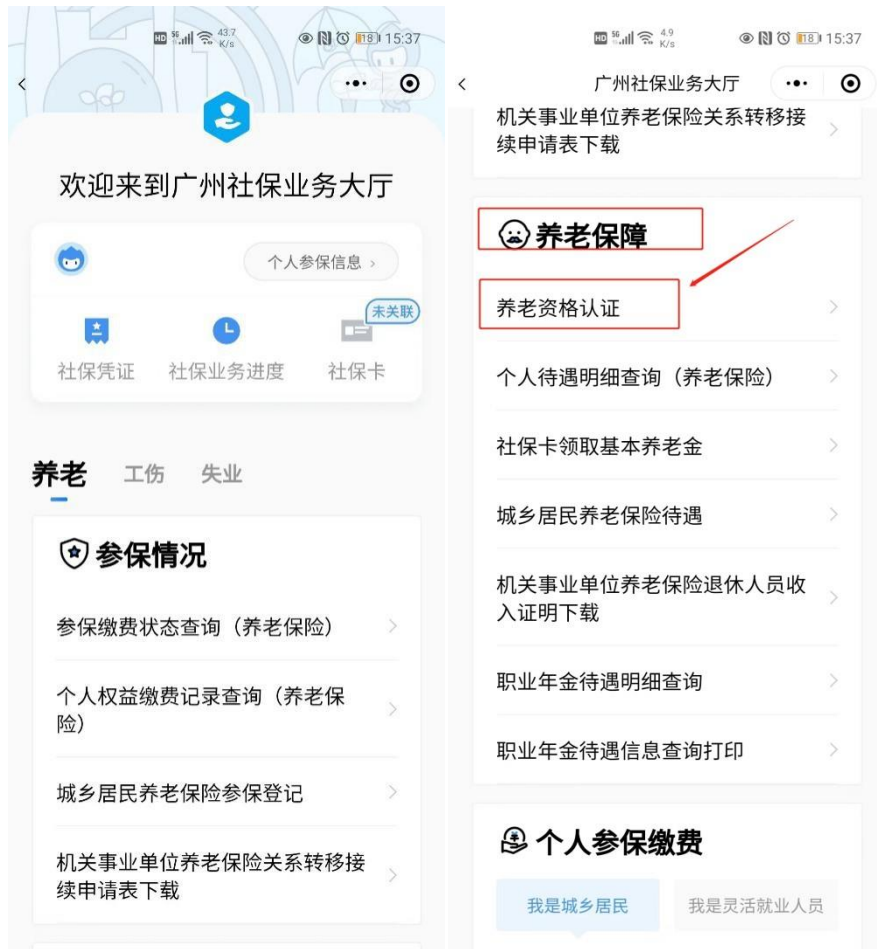 HD 5G 43.7 K/s 18 15:37
欢迎来到广州社保业务大厅
个人参保信息 >
未关联
社保凭证 社保业务进度 社保卡
养老 工伤 失业
参保情况
参保缴费状态查询（养老保险）
个人权益缴费记录查询（养老保
险）
城乡居民养老保险参保登记
机关事业单位养老保险关系转移接
续申请表下载
HD 5G 4.9 K/s 18 15:37
广州社保业务大厅
机关事业单位养老保险关系转移接
续申请表下载
养老保障
养老资格认证
个人待遇明细查询（养老保险）
社保卡领取基本养老金
城乡居民养老保险待遇
机关事业单位养老保险退休人员收
入证明下载
职业年金待遇明细查询
职业年金待遇信息查询打印
个人参保缴费
我是城乡居民 我是灵活就业人员